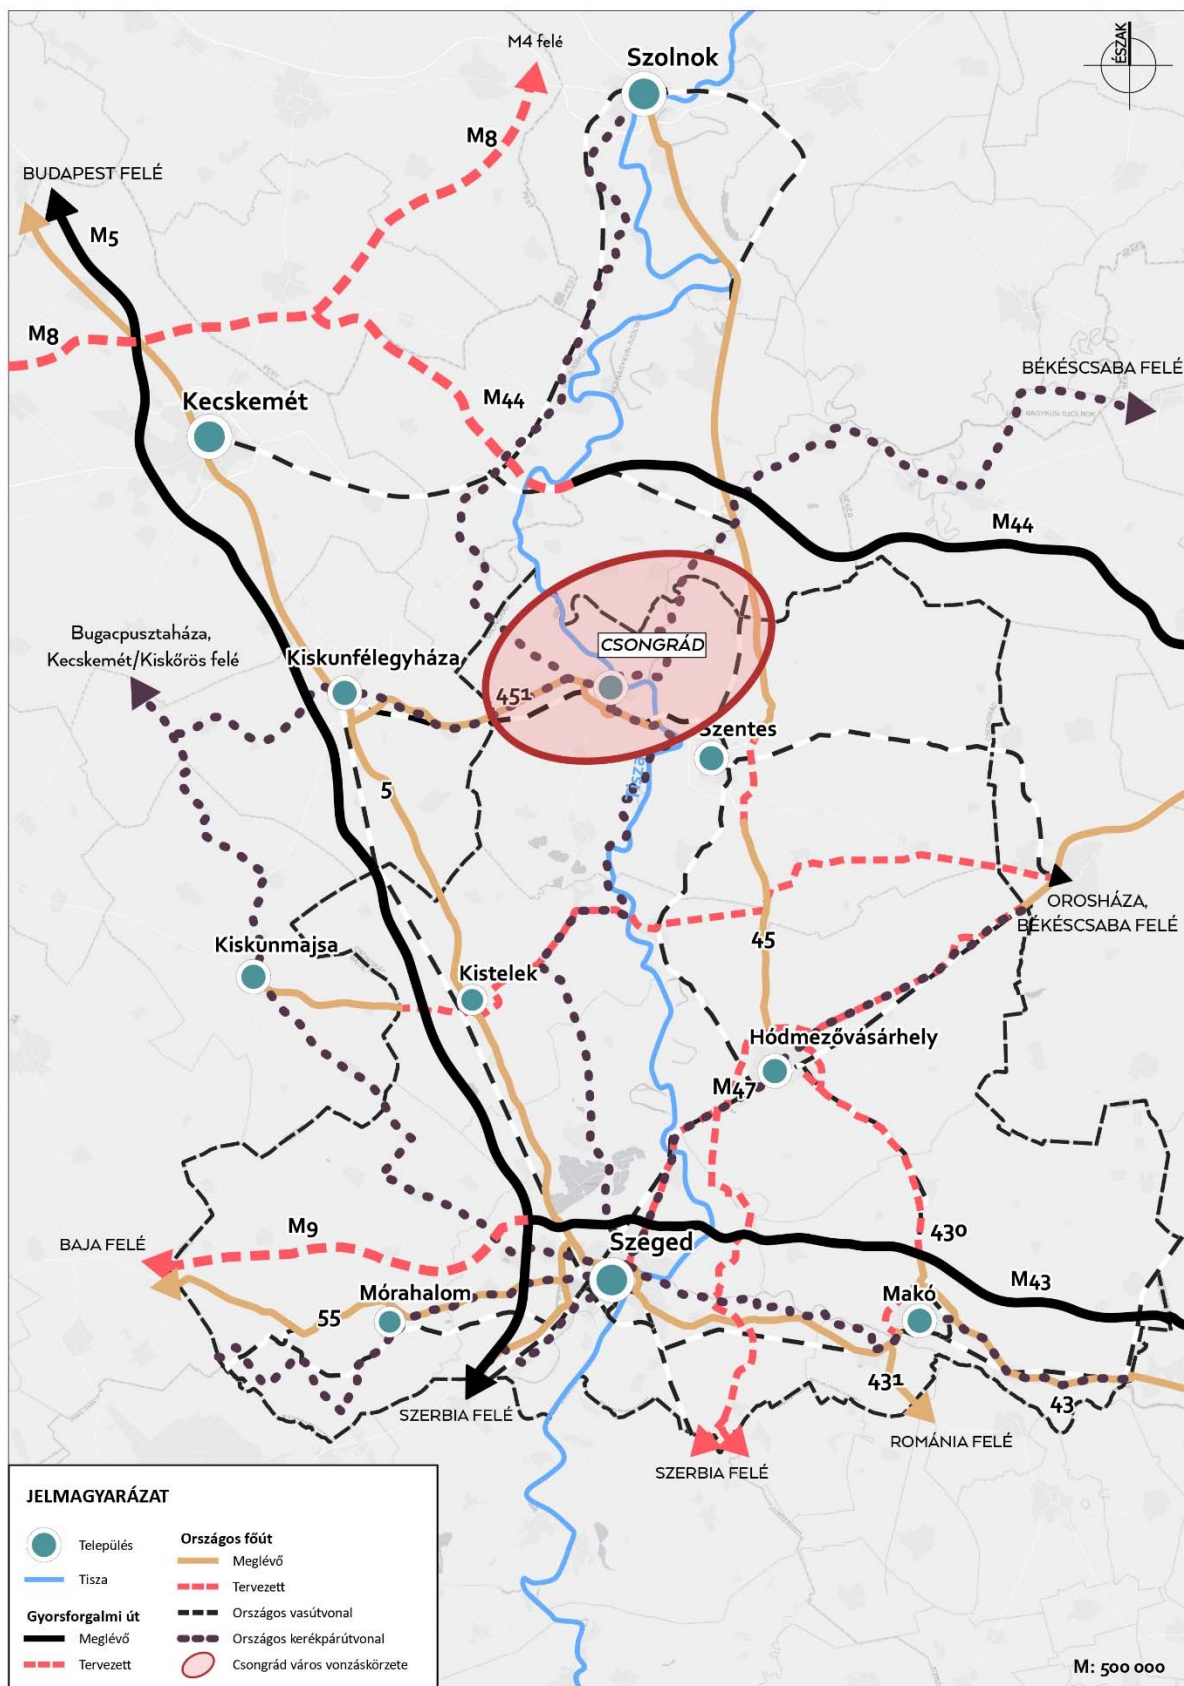 ÉSZAK
Szolnok
M4 felé
M8
BUDAPEST FELÉ
M5
M8
BÉKÉSCSABA FELÉ
Kecskemét
M44
M44
Bugacpusztaháza,
Kecskemét/Kiskőrös felé
Kiskunfélegyháza
CSONGRÁD
451
Szentes
Tisza
5
OROSHÁZA,
BÉKÉSCSABA FELÉ
45
Kiskunmajsa
Kistelek
Hódmezővásárhely
M47
BAJA FELÉ
M9
430
Szeged
M43
Mórahalom
Makó
55
431
43
SZERBIA FELÉ
ROMÁNIA FELÉ
SZERBIA FELÉ
JELMAGYARÁZAT
Település
Tisza
Gyorsforgalmi út
Meglévő
Tervezett
Országos főút
Meglévő
Tervezett
Országos vasútvonal
Országos kerékpárútvonal
Csongrád város vonzáskörzete
M: 500 000